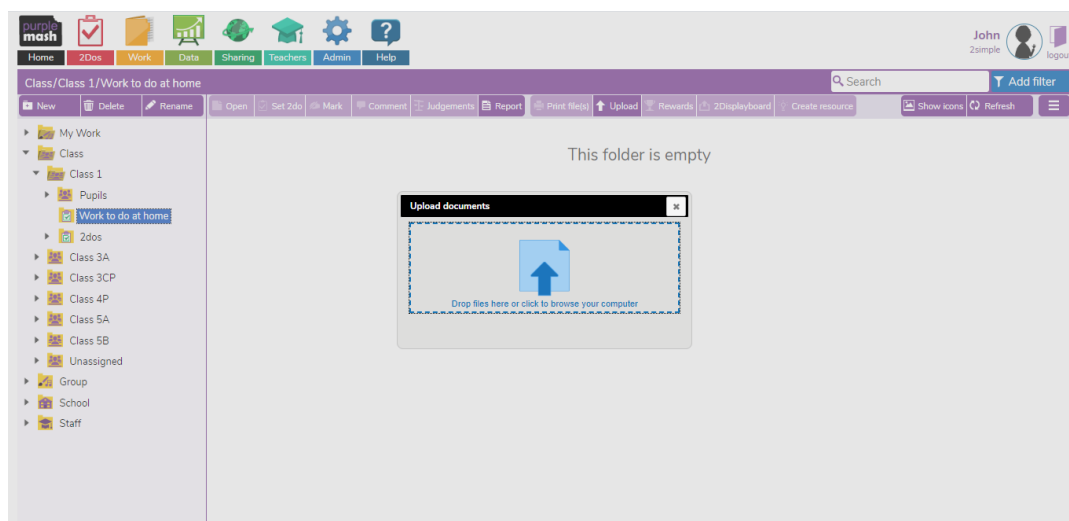 purple mash
Home 2Dos Work Data Sharing Teachers Admin Help
John
2simple
logou
Class/Class 1/Work to do at home
Search
Add filter
New Delete Rename Open Set 2do Mark Comment Judgements Report Print file(s) Upload Rewards 2Displayboard Create resource Show icons Refresh
My Work
Class
Class 1
Pupils
Work to do at home
2dos
Class 3A
Class 3CP
Class 4P
Class 5A
Class 5B
Unassigned
Group
School
Staff
This folder is empty
Upload documents
Drop files here or click to browse your computer